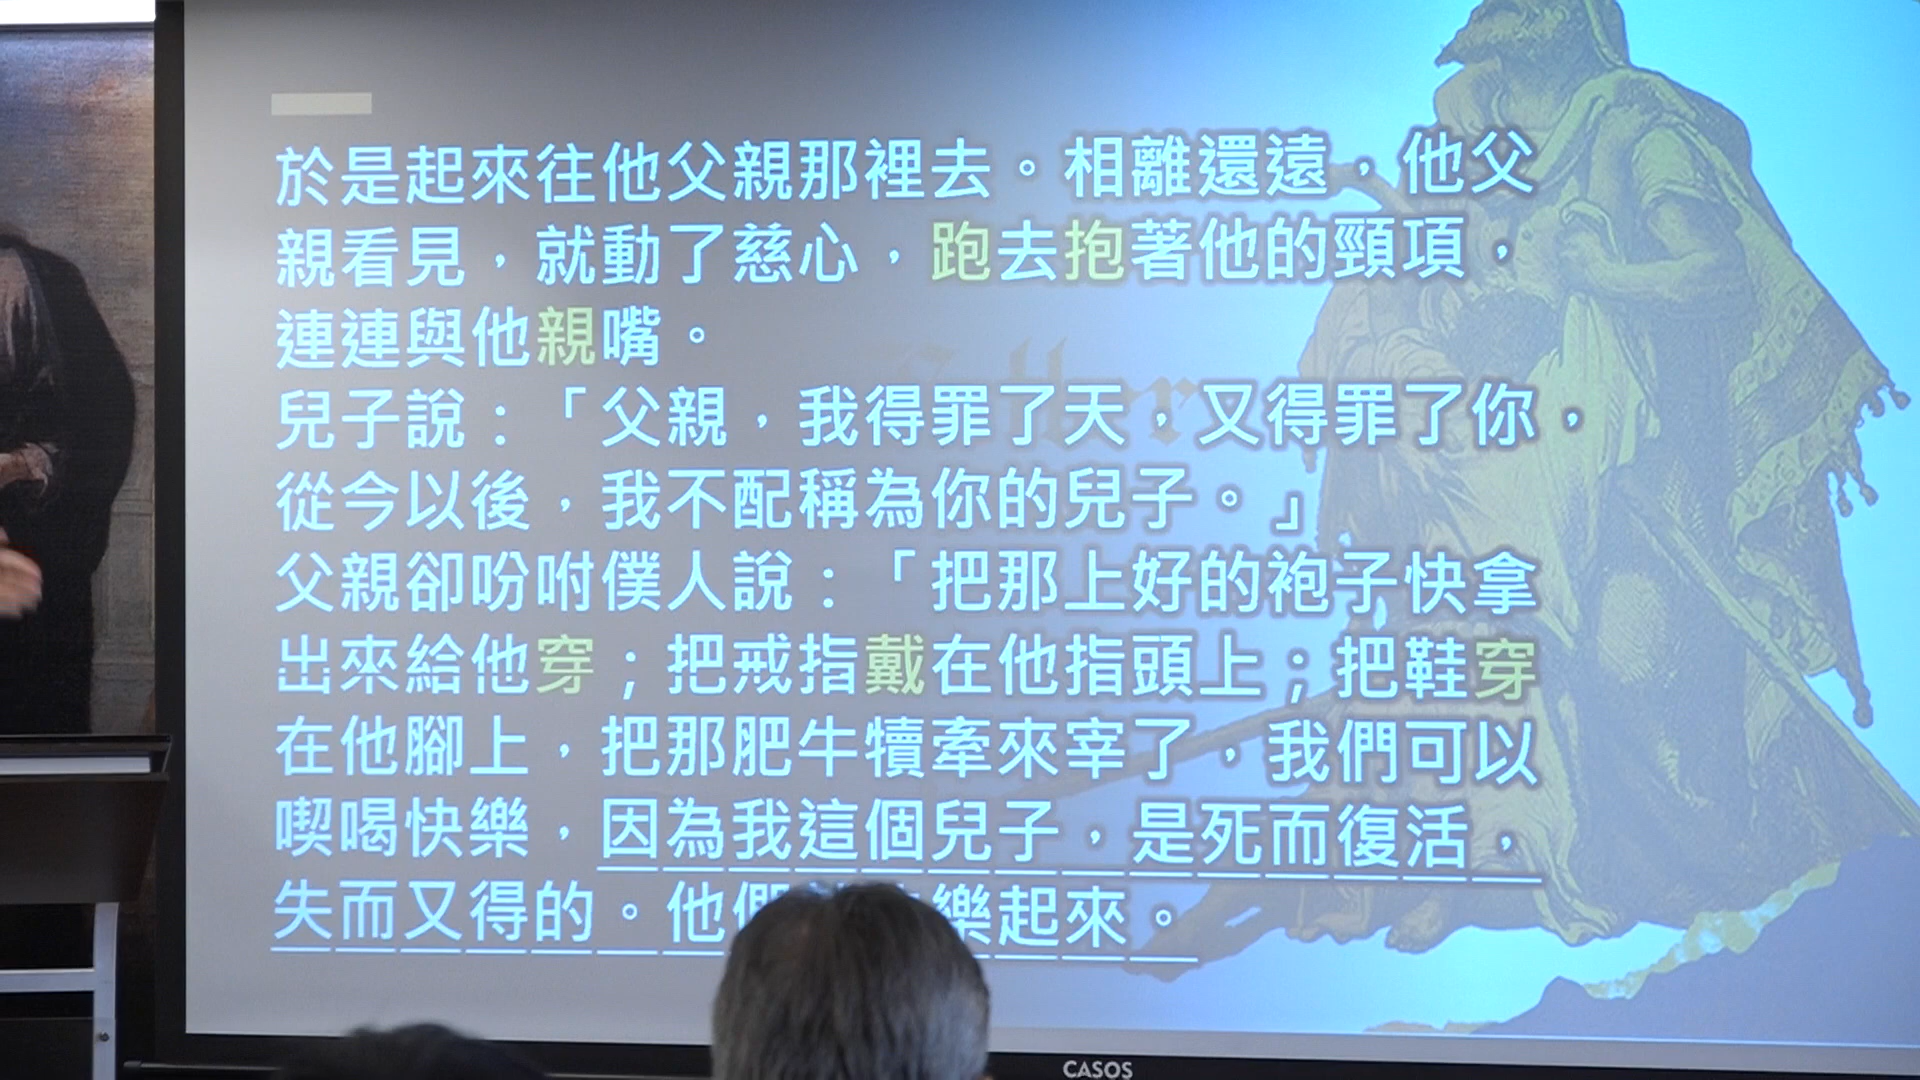 於是起來往他父親那裡去。相離還遠，他父
親看見，就動了慈心，跑去抱著他的頸項，
連連與他親嘴。
兒子說：「父親，我得罪了天，又得罪了你，
從今以後，我不配稱為你的兒子。」
父親卻吩咐僕人說：「把那上好的袍子快拿
出來給他穿；把戒指戴在他指頭上；把鞋穿
在他腳上，把那肥牛犢牽來宰了，我們可以
喫喝快樂，因為我這個兒子，是死而復活，
失而又得的。他們 樂起來。
CASOS